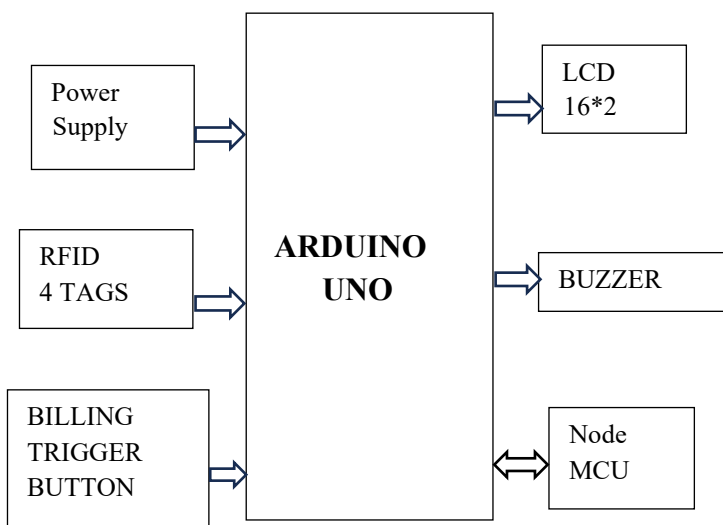 Power
Supply
RFID
4 TAGS
BILLING
TRIGGER
BUTTON
ARDUINO
UNO
LCD
16*2
BUZZER
Node
MCU